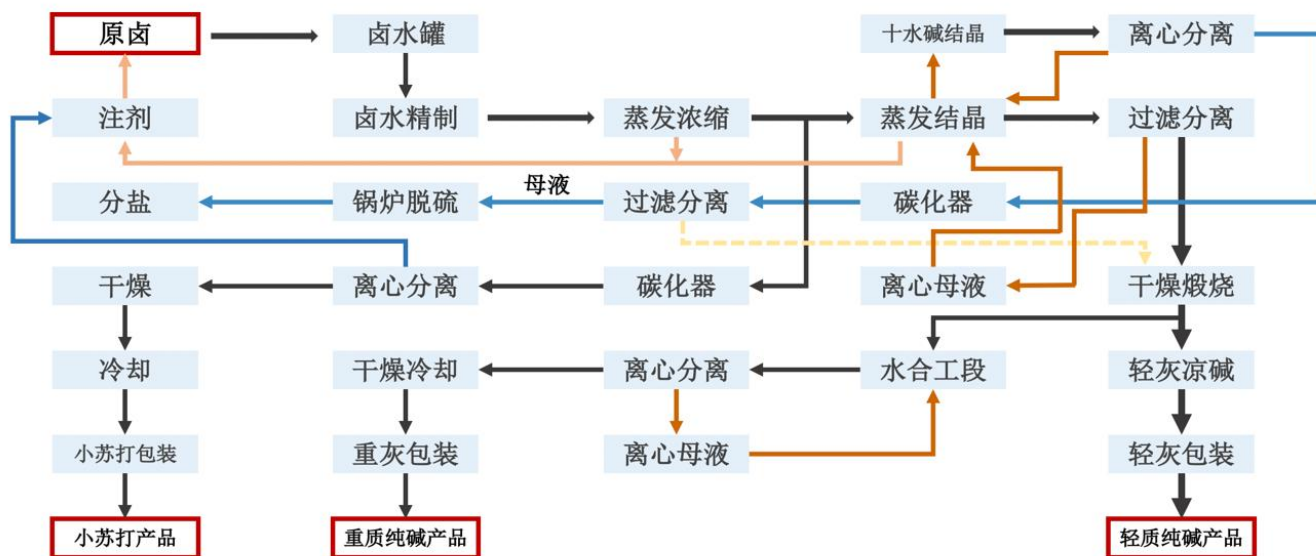 原卤
卤水罐
十水碱结晶
离心分离
注剂
卤水精制
蒸发浓缩
蒸发结晶
过滤分离
母液
分盐
锅炉脱硫
过滤分离
碳化器
干燥
离心分离
碳化器
离心母液
干燥煅烧
冷却
干燥冷却
离心分离
水合工段
轻灰凉碱
小苏打包装
重灰包装
离心母液
轻灰包装
小苏打产品
重质纯碱产品
轻质纯碱产品